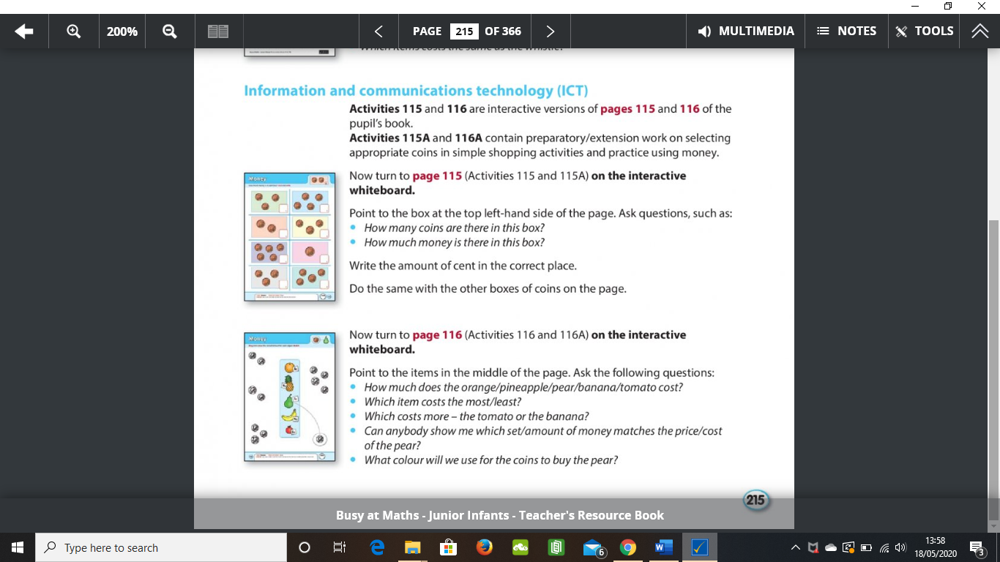 200%
PAGE 215 OF 366
MULTIMEDIA
NOTES
TOOLS
Which items costs the same as the whistle?
Information and communications technology (ICT)
Activities 115 and 116 are interactive versions of pages 115 and 116 of the
pupil's book.
Activities 115A and 116A contain preparatory/extension work on selecting
appropriate coins in simple shopping activities and practice using money.
Money
Now turn to page 115 (Activities 115 and 115A) on the interactive
whiteboard.
Point to the box at the top left-hand side of the page. Ask questions, such as:
• How many coins are there in this box?
• How much money is there in this box?
Write the amount of cent in the correct place.
Do the same with the other boxes of coins on the page.
Money
Now turn to page 116 (Activities 116 and 116A) on the interactive
whiteboard.
Point to the items in the middle of the page. Ask the following questions:
• How much does the orange/pineapple/pear/banana/tomato cost?
• Which item costs the most/least?
• Which costs more – the tomato or the banana?
• Can anybody show me which set/amount of money matches the price/cost
of the pear?
• What colour will we use for the coins to buy the pear?
215
Busy at Maths - Junior Infants - Teacher's Resource Book
Type here to search
6
13:58
18/05/2020
3